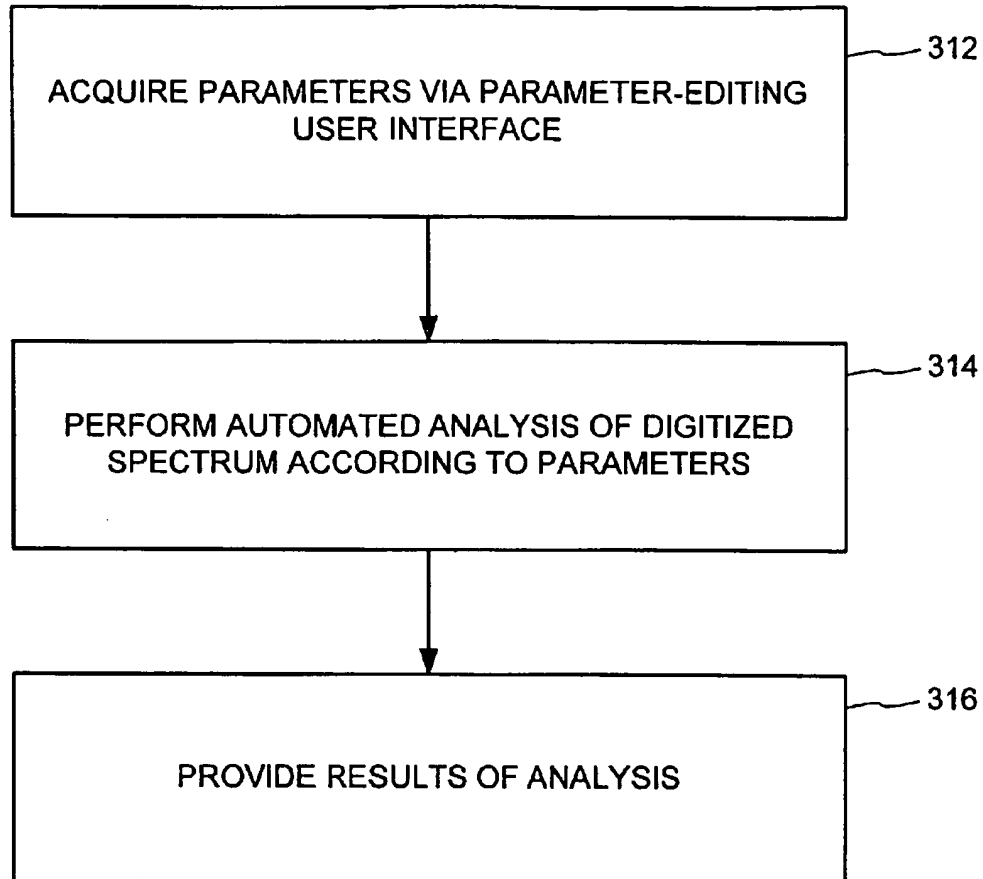 312
ACQUIRE PARAMETERS VIA PARAMETER-EDITING
USER INTERFACE
314
PERFORM AUTOMATED ANALYSIS OF DIGITIZED
SPECTRUM ACCORDING TO PARAMETERS
316
PROVIDE RESULTS OF ANALYSIS